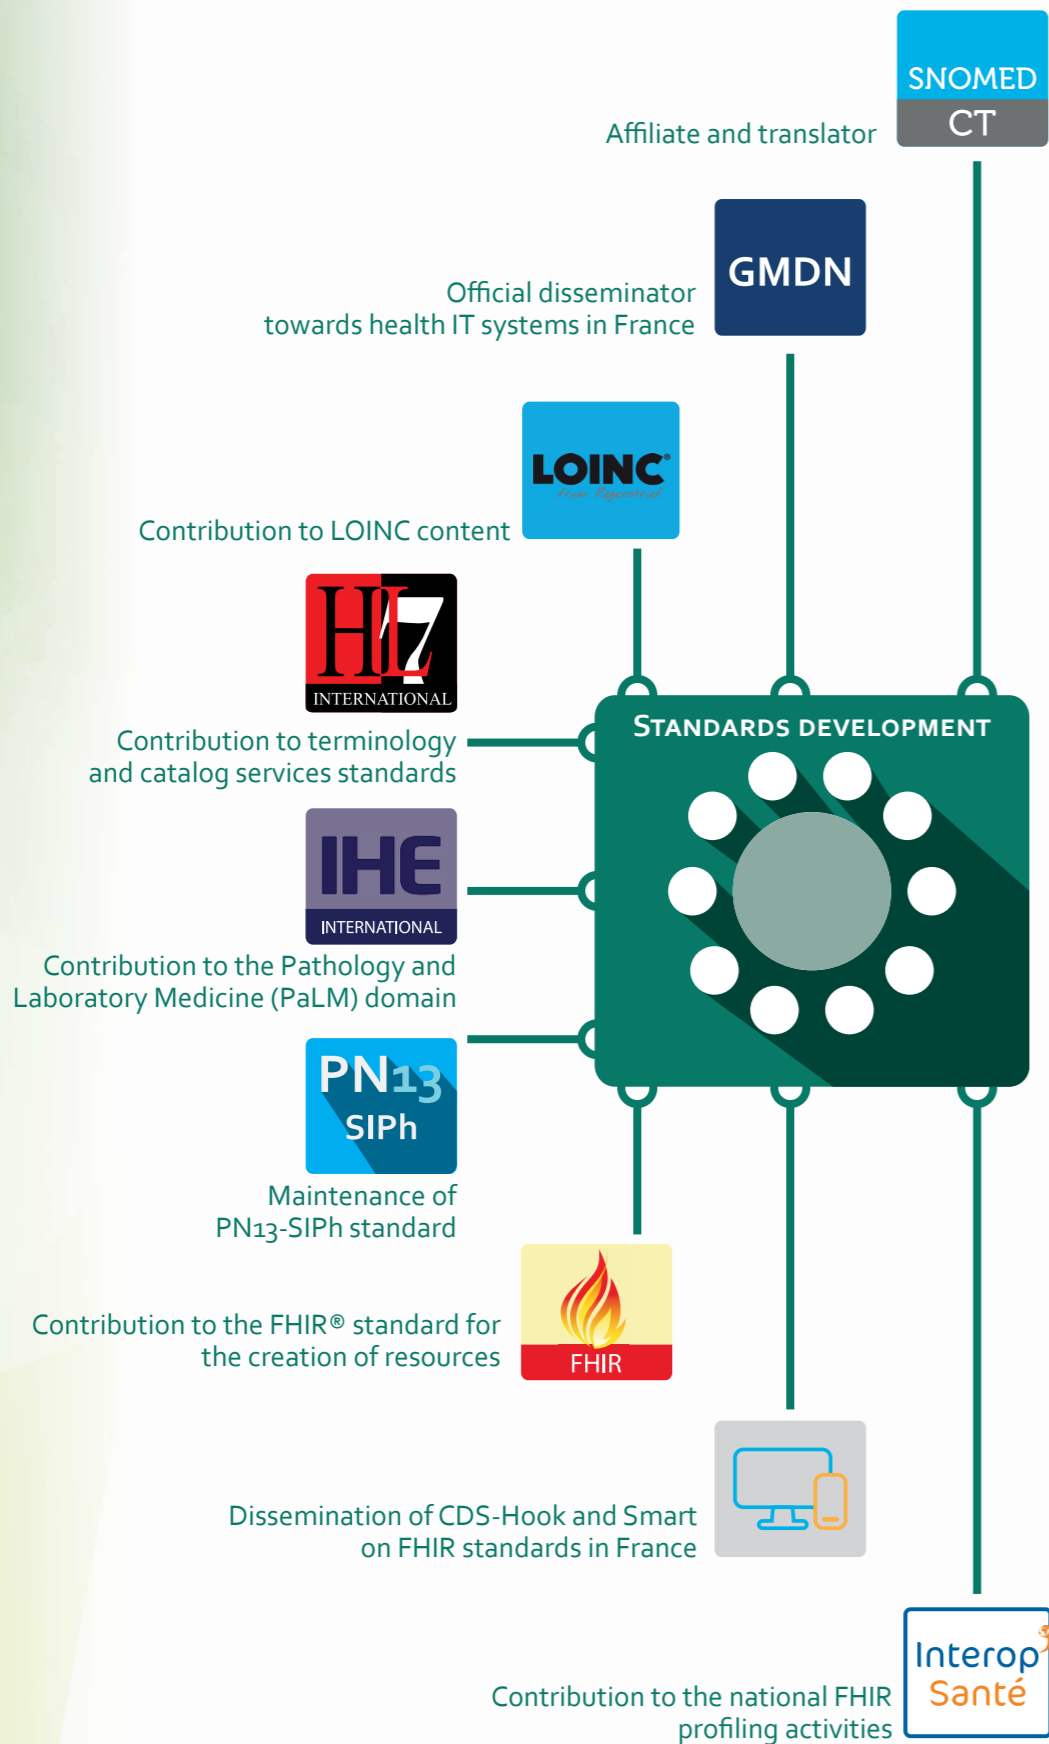 SNOMED
CT
Affiliate and translator
GMDN
Official disseminator
towards health IT systems in France
LOINC®
from Regenstrief
Contribution to LOINC content
HL7
INTERNATIONAL
STANDARDS DEVELOPMENT
Contribution to terminology
and catalog services standards
IHE
INTERNATIONAL
Contribution to the Pathology and
Laboratory Medicine (PaLM) domain
PN13
SIPh
Maintenance of
PN13-SIPh standard
Contribution to the FHIR® standard for
the creation of resources
FHIR
Dissemination of CDS-Hook and Smart
on FHIR standards in France
Interop
Santé
Contribution to the national FHIR
profiling activities